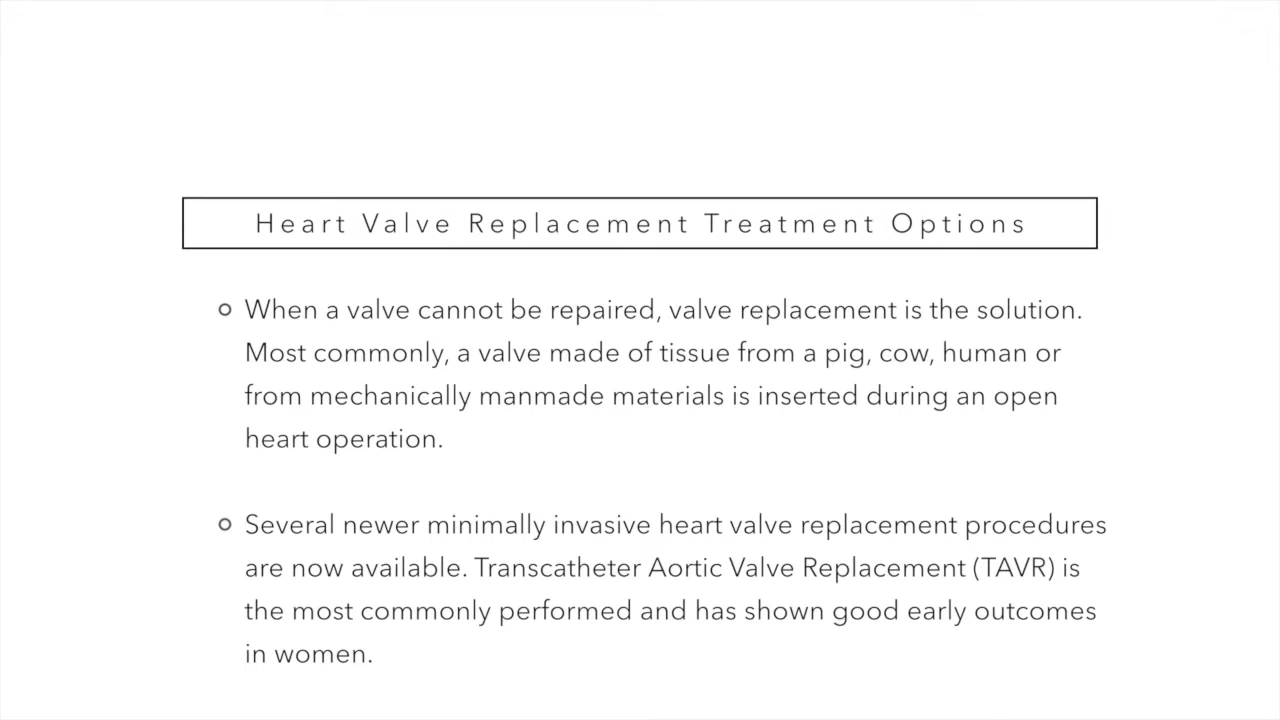 Heart Valve Replacement Treatment Options
When a valve cannot be repaired, valve replacement is the solution.
Most commonly, a valve made of tissue from a pig, cow, human or
from mechanically manmade materials is inserted during an open
heart operation.
Several newer minimally invasive heart valve replacement procedures
are now available. Transcatheter Aortic Valve Replacement (TAVR) is
the most commonly performed and has shown good early outcomes
in women.